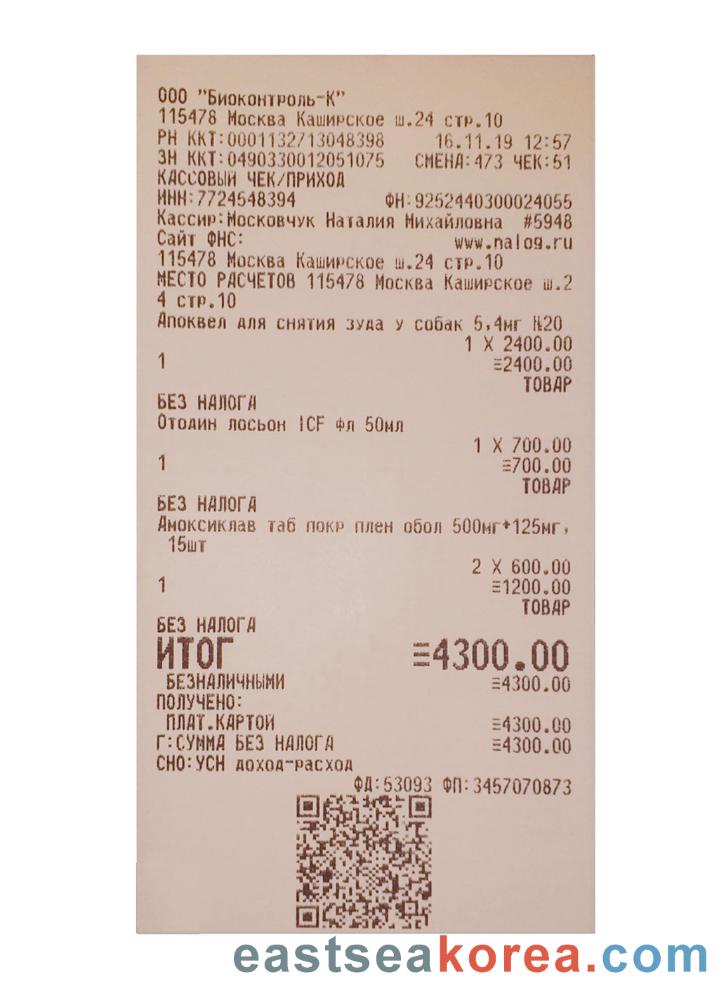 ООО "Биоконтроль-К"
115478 Москва Каширское ш.24 стр.10
РН ККТ:0001132713048398 16.11.19 12:57
ЗН ККТ:0490330012051075 СМЕНА:473 ЧЕК:51
КАССОВЫЙ ЧЕК/ПРИХОД
ИНН:7724548394 ФН:9252440300024055
Кассир:Московчук Наталия Михайловна #5948
Сайт ФНС: www.nalog.ru
115478 Москва Каширское ш.24 стр.10
МЕСТО РАСЧЕТОВ 115478 Москва Каширское ш.2
4 стр.10
Апоквел для снятия зуда у собак 5,4мг №20
1 X 2400.00
1 ≡2400.00
ТОВАР
БЕЗ НАЛОГА
Отодин лосьон ICF фл 50мл
1 X 700.00
1 ≡700.00
ТОВАР
БЕЗ НАЛОГА
Амоксиклав таб покр плен обол 500мг+125мг,
15шт
2 X 600.00
1 ≡1200.00
ТОВАР
БЕЗ НАЛОГА
ИТОГ ≡4300.00
БЕЗНАЛИЧНЫМИ ≡4300.00
ПОЛУЧЕНО:
ПЛАТ.КАРТОЙ ≡4300.00
Г:СУММА БЕЗ НАЛОГА ≡4300.00
СНО:УСН доход-расход
ФД:53093 ФП:3457070873
eastseakorea.com